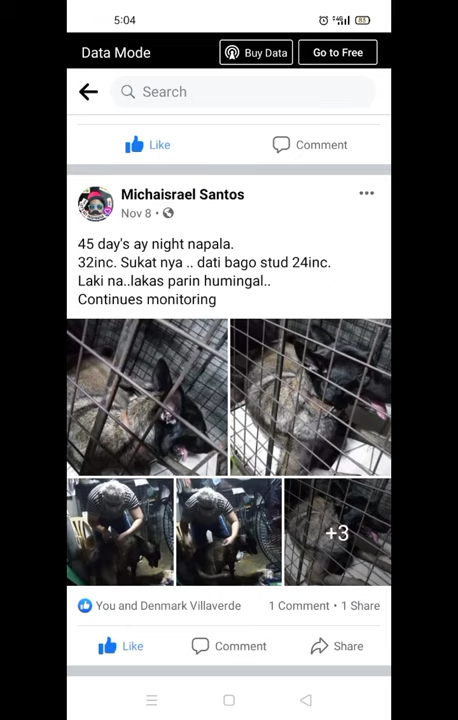 5:04
83
Data Mode
Buy Data
Go to Free
Search
Like
Comment
Michaisrael Santos
Nov 8 •
45 day's ay night napala.
32inc. Sukat nya .. dati bago stud 24inc.
Laki na..lakas parin humingal..
Continues monitoring
+3
You and Denmark Villaverde
1 Comment • 1 Share
Like
Comment
Share